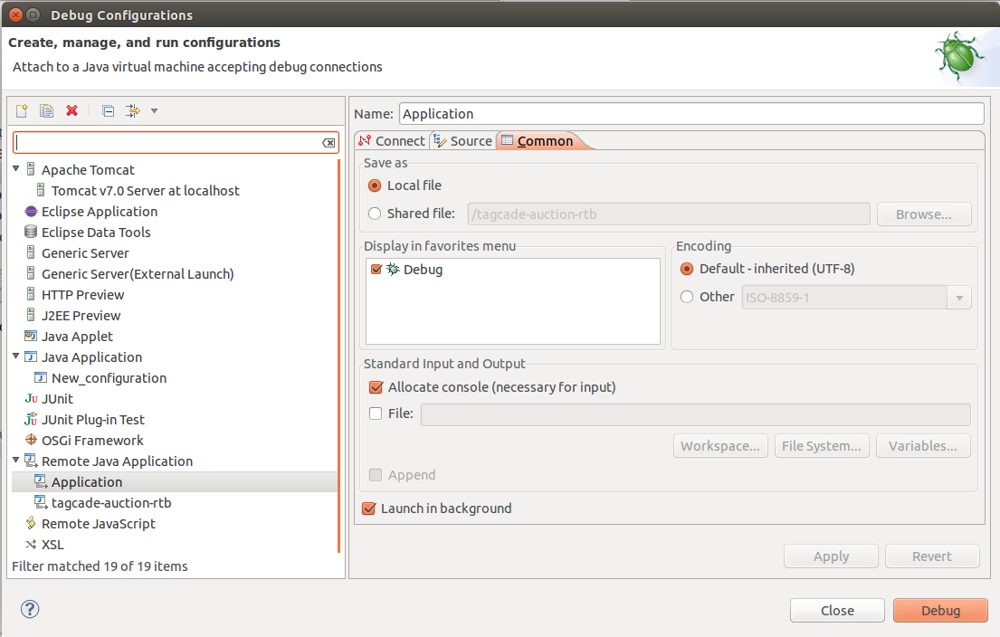 Debug Configurations
Create, manage, and run configurations
Attach to a Java virtual machine accepting debug connections
Apache Tomcat
Tomcat v7.0 Server at localhost
Eclipse Application
Eclipse Data Tools
Generic Server
Generic Server(External Launch)
HTTP Preview
J2EE Preview
Java Applet
Java Application
New_configuration
JUnit
JUnit Plug-in Test
OSGi Framework
Remote Java Application
Application
tagcade-auction-rtb
Remote JavaScript
XSL
Filter matched 19 of 19 items
Name: Application
Connect Source Common
Save as
Local file
Shared file: /tagcade-auction-rtb Browse...
Display in favorites menu
Debug
Encoding
Default - inherited (UTF-8)
Other ISO-8859-1
Standard Input and Output
Allocate console (necessary for input)
File:
Workspace... File System... Variables...
Append
Launch in background
Apply Revert
? Close Debug